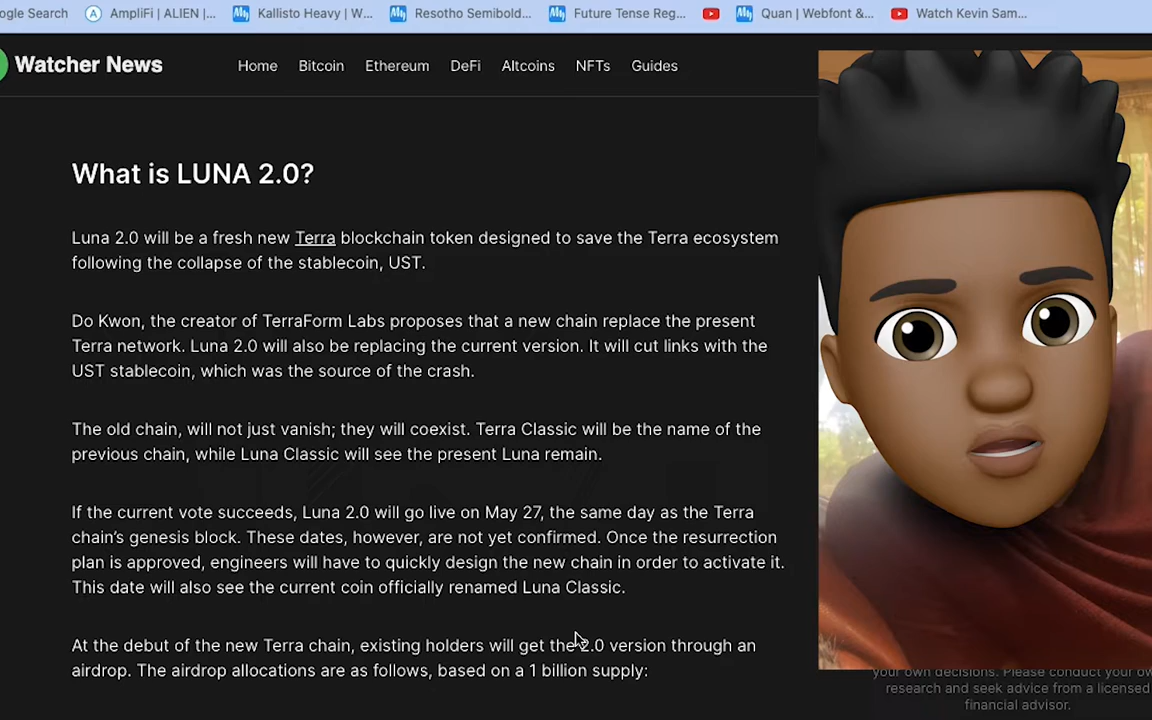 ogle Search AmpliFi | ALIEN |... Kallisto Heavy | W... Resotho Semibold... Future Tense Reg... Quan | Webfont &... Watch Kevin Sam...
Watcher News Home Bitcoin Ethereum DeFi Altcoins NFTs Guides
What is LUNA 2.0?
Luna 2.0 will be a fresh new Terra blockchain token designed to save the Terra ecosystem
following the collapse of the stablecoin, UST.
Do Kwon, the creator of TerraForm Labs proposes that a new chain replace the present
Terra network. Luna 2.0 will also be replacing the current version. It will cut links with the
UST stablecoin, which was the source of the crash.
The old chain, will not just vanish; they will coexist. Terra Classic will be the name of the
previous chain, while Luna Classic will see the present Luna remain.
If the current vote succeeds, Luna 2.0 will go live on May 27, the same day as the Terra
chain's genesis block. These dates, however, are not yet confirmed. Once the resurrection
plan is approved, engineers will have to quickly design the new chain in order to activate it.
This date will also see the current coin officially renamed Luna Classic.
At the debut of the new Terra chain, existing holders will get the 2.0 version through an
airdrop. The airdrop allocations are as follows, based on a 1 billion supply:
your own decisions. Please conduct your ow
research and seek advice from a licensed
financial advisor.